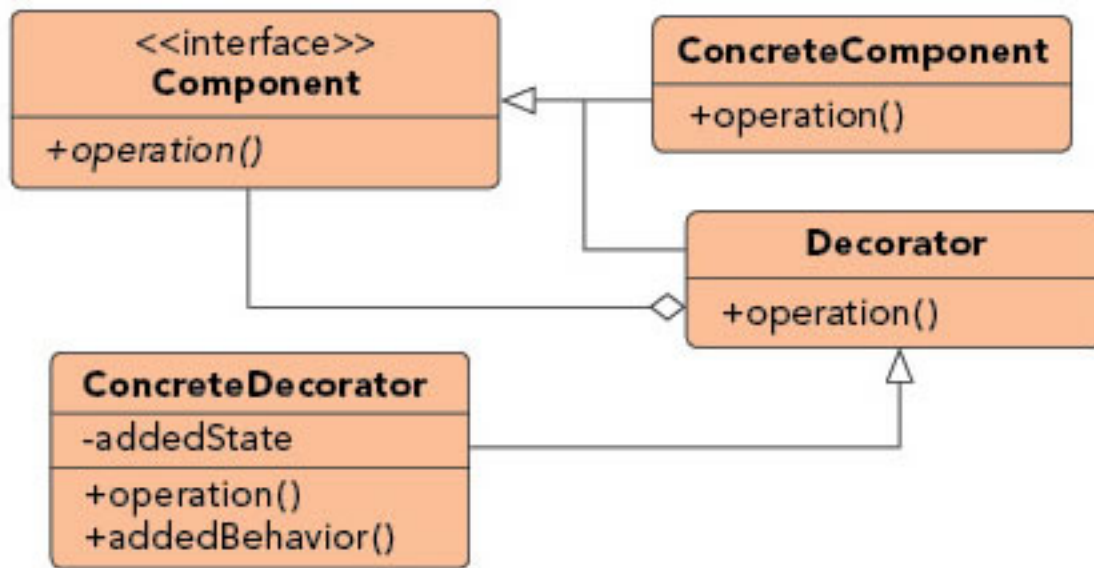 <<interface>>
Component
+operation()
ConcreteComponent
+operation()
Decorator
+operation()
ConcreteDecorator
-addedState
+operation()
+addedBehavior()